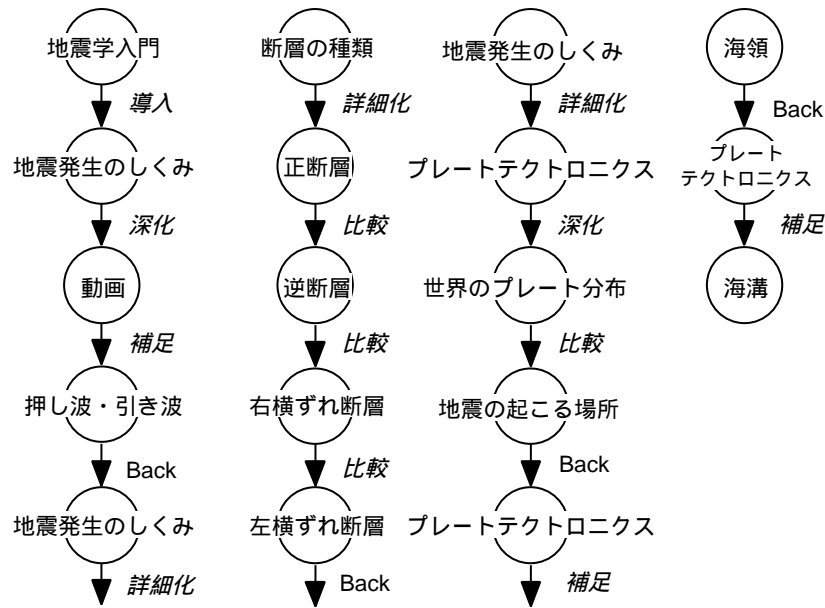 地震学入門
導入
地震発生のしくみ
深化
動画
補足
押し波・引き波
Back
地震発生のしくみ
詳細化
断層の種類
詳細化
正断層
比較
逆断層
比較
右横ずれ断層
比較
左横ずれ断層
Back
地震発生のしくみ
詳細化
プレートテクトロニクス
深化
世界のプレート分布
比較
地震の起こる場所
Back
プレートテクトロニクス
補足
海領
Back
プレート
テクトロニクス
補足
海溝